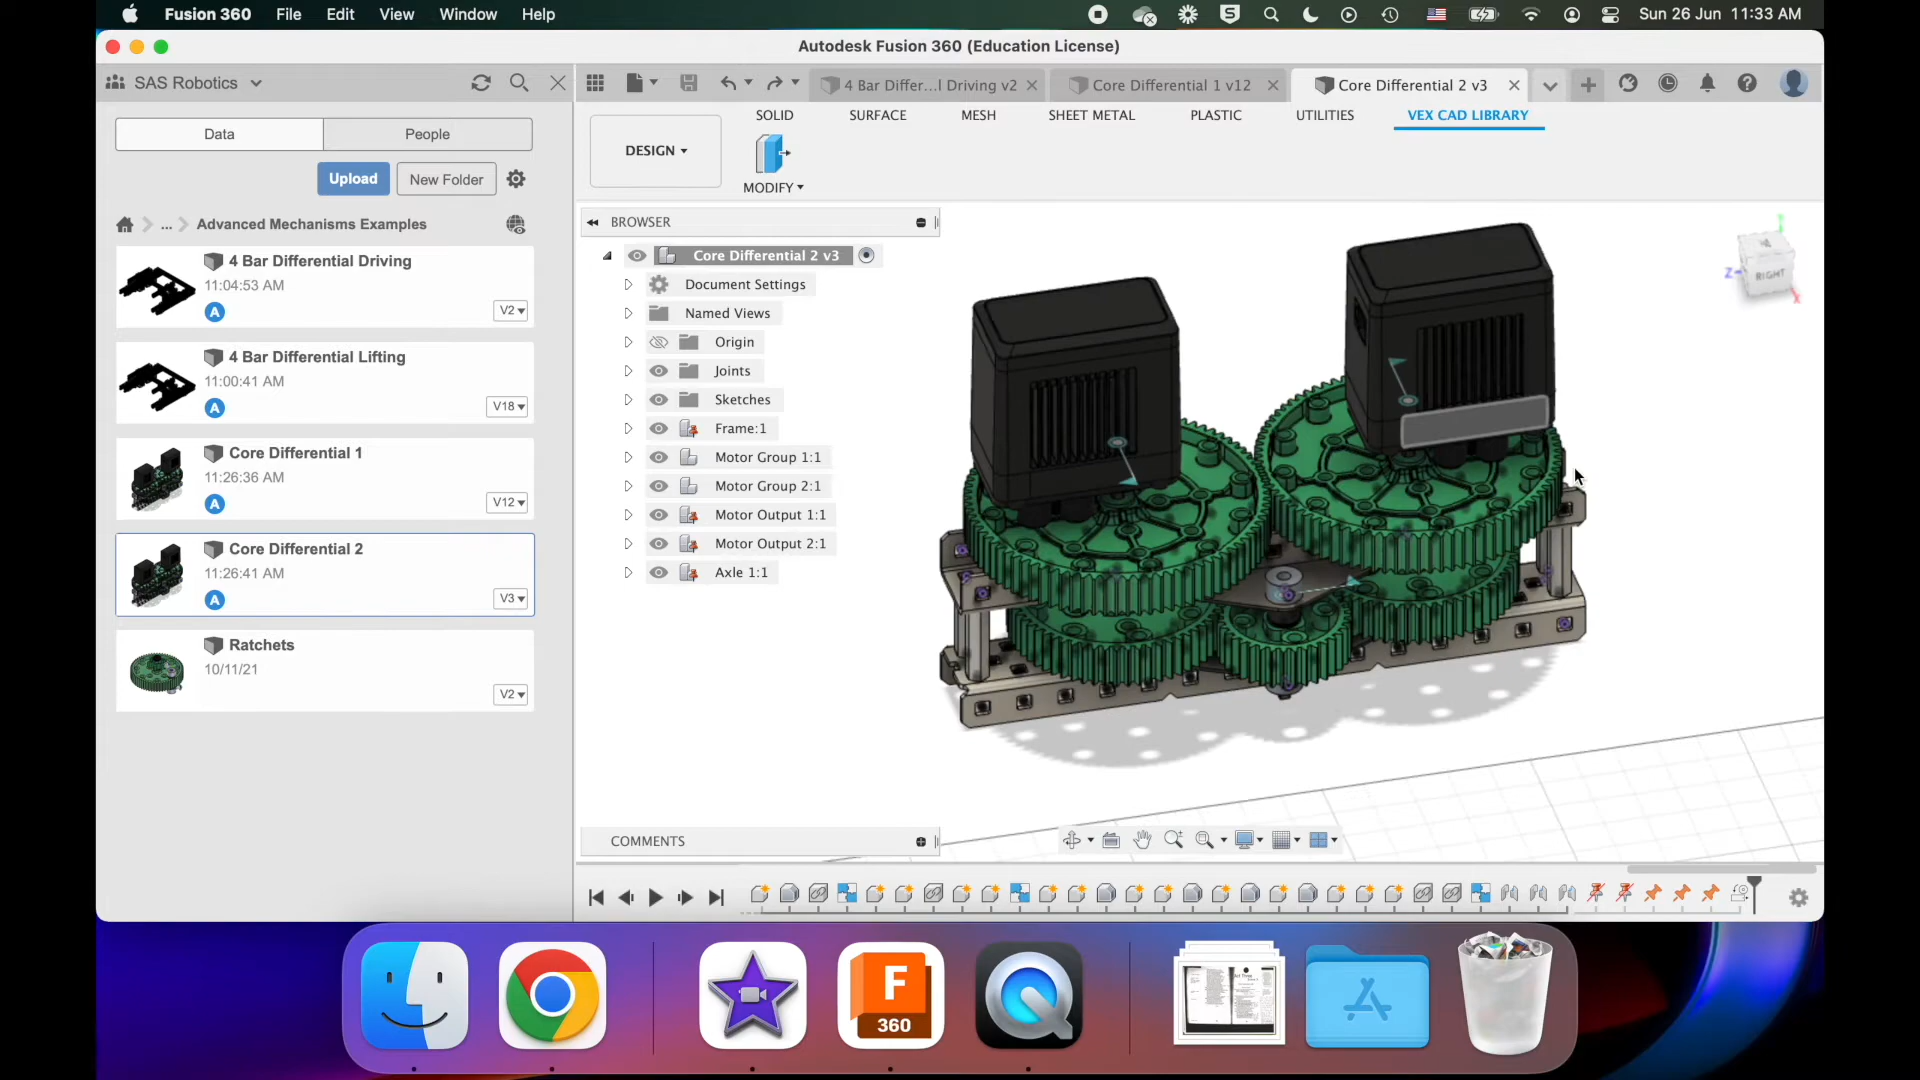 Fusion 360 File Edit View Window Help Sun 26 Jun 11:33 AM
Autodesk Fusion 360 (Education License)
SAS Robotics
4 Bar Differ...l Driving v2
Core Differential 1 v12
Core Differential 2 v3
SOLID SURFACE MESH SHEET METAL PLASTIC UTILITIES VEX CAD LIBRARY
Data People
DESIGN
MODIFY
Upload New Folder
... Advanced Mechanisms Examples
4 Bar Differential Driving
11:04:53 AM
A
V2
4 Bar Differential Lifting
11:00:41 AM
A
V18
Core Differential 1
11:26:36 AM
A
V12
Core Differential 2
11:26:41 AM
A
V3
Ratchets
10/11/21
V2
BROWSER
Core Differential 2 v3
Document Settings
Named Views
Origin
Joints
Sketches
Frame:1
Motor Group 1:1
Motor Group 2:1
Motor Output 1:1
Motor Output 2:1
Axle 1:1
Z
RIGHT
COMMENTS
F
360